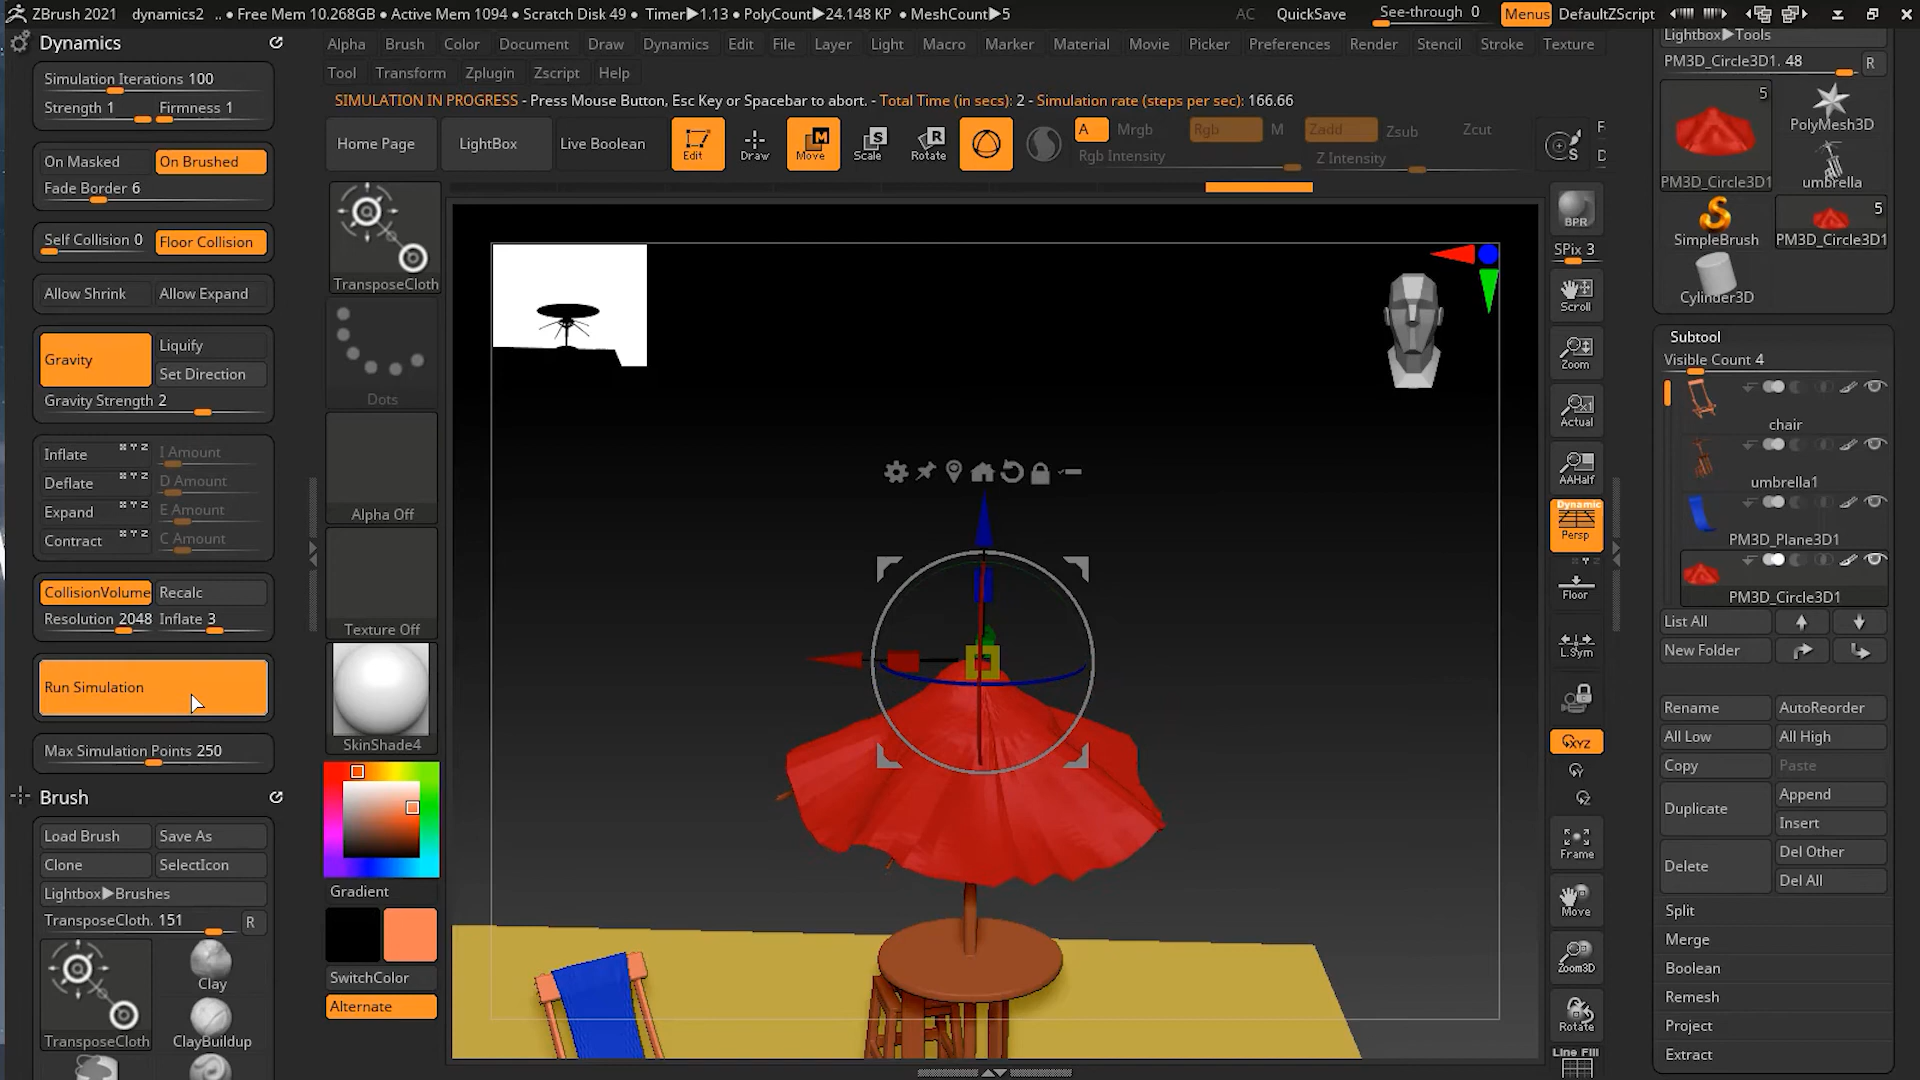 ZBrush 2021 dynamics2 .. • Free Mem 10.268GB • Active Mem 1094 • Scratch Disk 49 • Timer▶1.13 • PolyCount▶24.148 KP • MeshCount▶5 AC QuickSave See-through 0 Menus DefaultZScript
Alpha Brush Color Document Draw Dynamics Edit File Layer Light Macro Marker Material Movie Picker Preferences Render Stencil Stroke Texture
Tool Transform Zplugin Zscript Help
SIMULATION IN PROGRESS - Press Mouse Button, Esc Key or Spacebar to abort. - Total Time (in secs): 2 - Simulation rate (steps per sec): 166.66
Home Page LightBox Live Boolean Edit Draw Move Scale Rotate A Mrgb Rgb M Zadd Zsub Zcut
Rgb Intensity Z Intensity
S F
D
Dynamics
Simulation Iterations 100
Strength 1 Firmness 1
On Masked On Brushed
Fade Border 6
Self Collision 0 Floor Collision
Allow Shrink Allow Expand
Gravity Liquify
Set Direction
Gravity Strength 2
Inflate X Y Z I Amount
Deflate X Y Z D Amount
Expand X Y Z E Amount
Contract X Y Z C Amount
CollisionVolume Recalc
Resolution 2048 Inflate 3
Run Simulation
Max Simulation Points 250
Brush
Load Brush Save As
Clone SelectIcon
Lightbox▶Brushes
TransposeCloth. 151 R
TransposeCloth Clay
ClayBuildup
TransposeCloth
Dots
Alpha Off
Texture Off
SkinShade4
Gradient
SwitchColor
Alternate
BPR
SPix 3
Scroll
Zoom
Actual
AAHalf
Dynamic
Persp
Floor
L.Sym
XYZ
Y
Z
Frame
Move
Zoom3D
Rotate
Line Fill
Lightbox▶Tools
PM3D_Circle3D1. 48 R
5
PM3D_Circle3D1 PolyMesh3D
umbrella
5
SimpleBrush PM3D_Circle3D1
Cylinder3D
Subtool
Visible Count 4
chair
umbrella1
PM3D_Plane3D1
PM3D_Circle3D1
List All
New Folder
Rename AutoReorder
All Low All High
Copy Paste
Duplicate Append
Insert
Delete Del Other
Del All
Split
Merge
Boolean
Remesh
Project
Extract